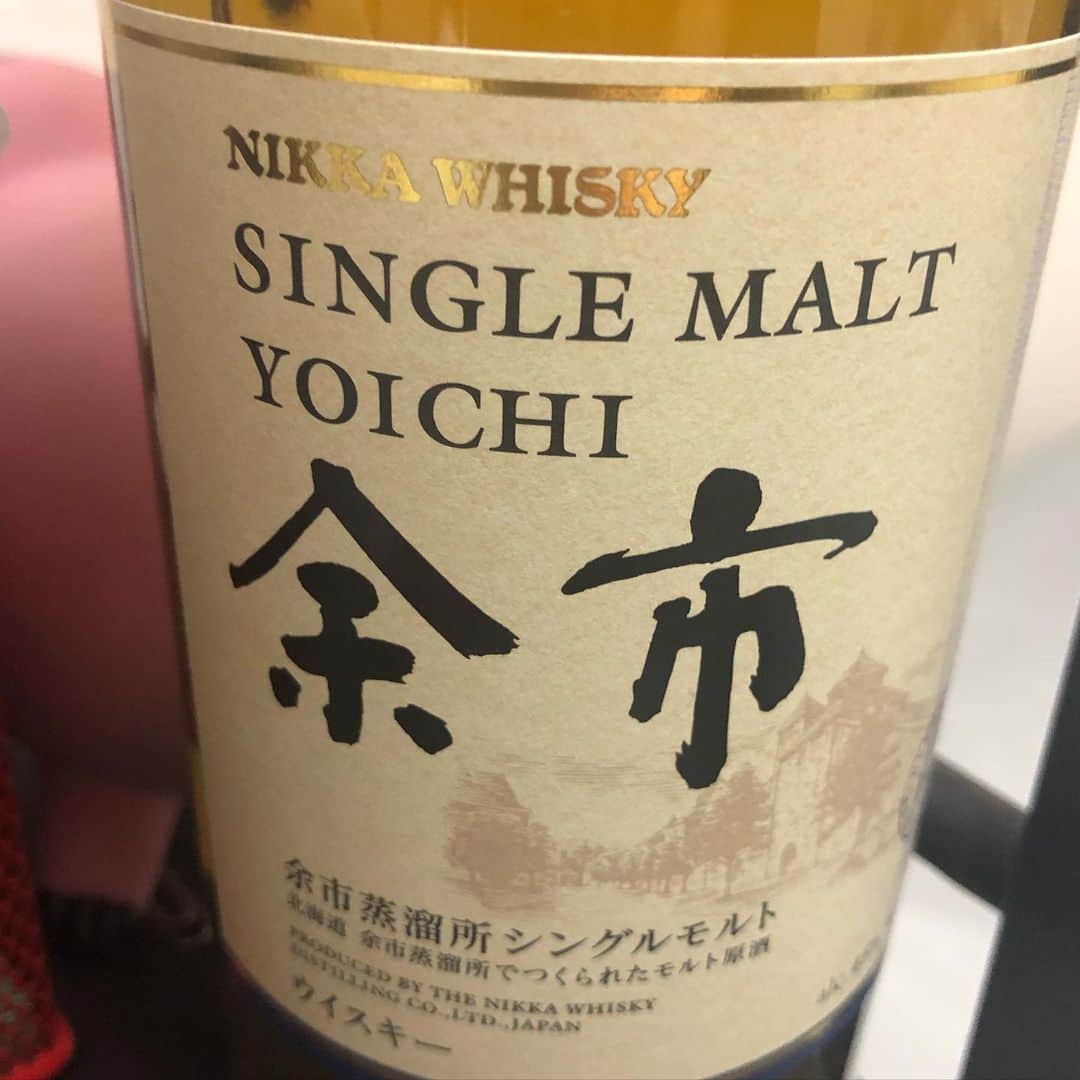 NIKKA WHISKY
SINGLE MALT
YOICHI
余市
余市蒸溜所シングルモルト
北海道 余市蒸溜所でつくられたモルト原酒
PRODUCED BY THE NIKKA WHISKY
DISTILLING CO.,LTD.,JAPAN
ウイスキー